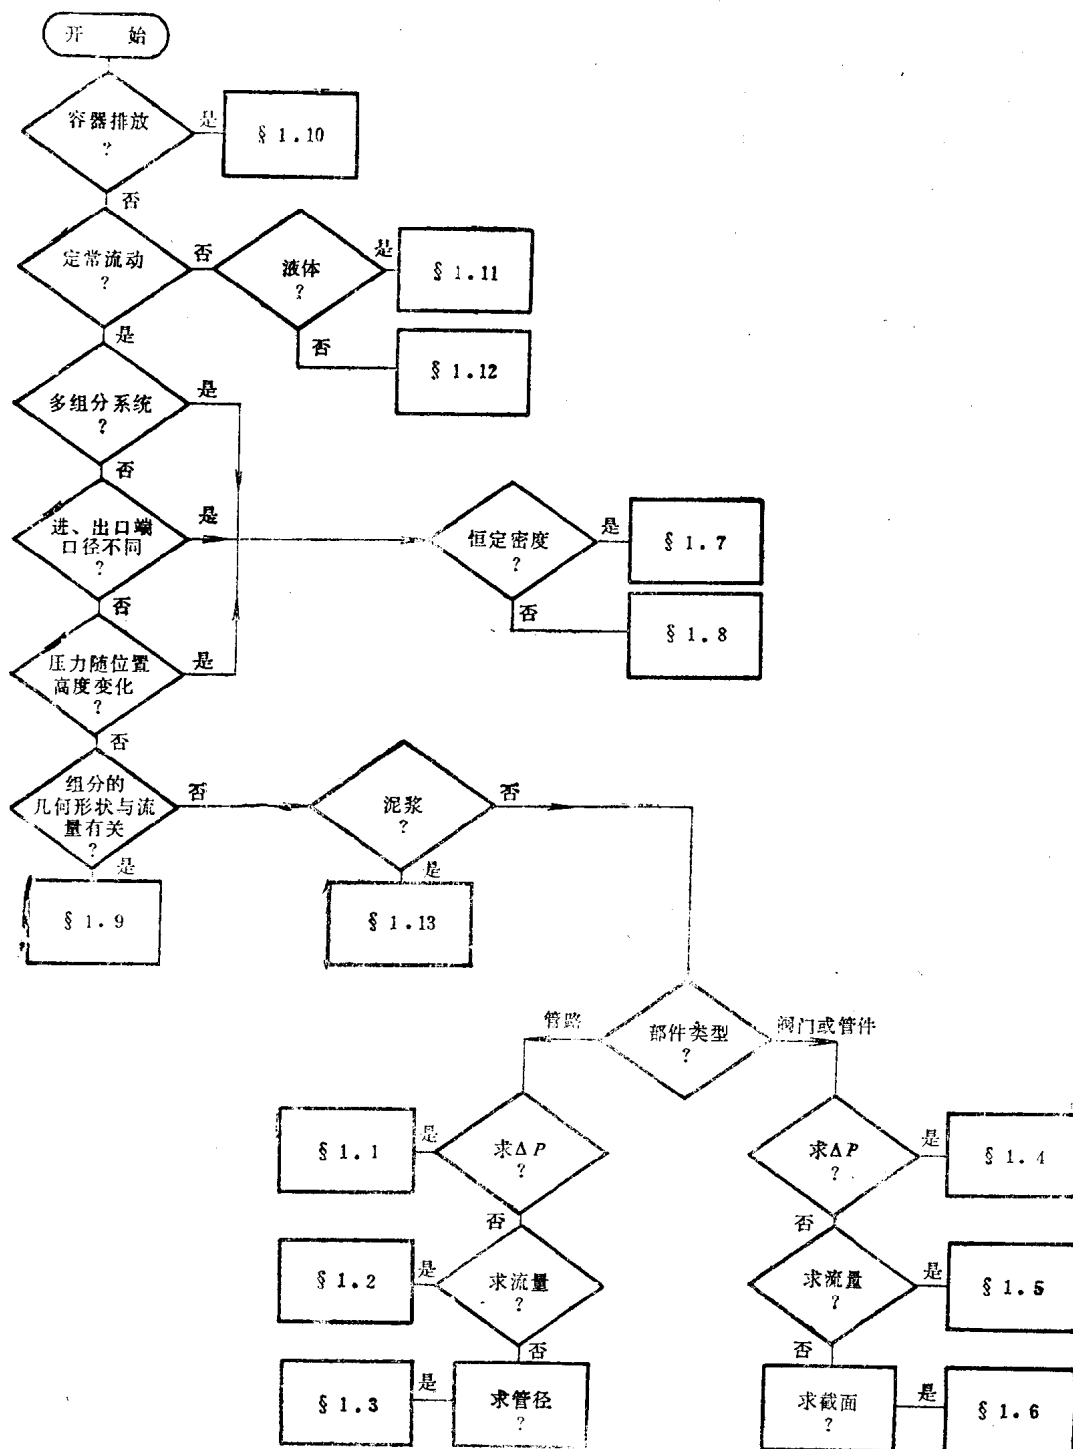 开 始
容器排放
?
是
§ 1.10
否
定常流动
?
否
液体
?
是
§ 1.11
是
否
§ 1.12
多组分系统
?
是
否
进、出口端
口径不同
?
是
恒定密度
?
是
§ 1.7
否
否
§ 1.8
压力随位置
高度变化
?
是
否
组分的
几何形状与流
量有关
?
否
泥浆
?
否
是
§ 1.9
是
§ 1.13
管路
部件类型
?
阀门或管件
§ 1.1
是
求ΔP
?
求ΔP
?
是
§ 1.4
否
否
§ 1.2
是
求流量
?
求流量
?
是
§ 1.5
否
否
§ 1.3
是
求管径
?
求截面
?
是
§ 1.6